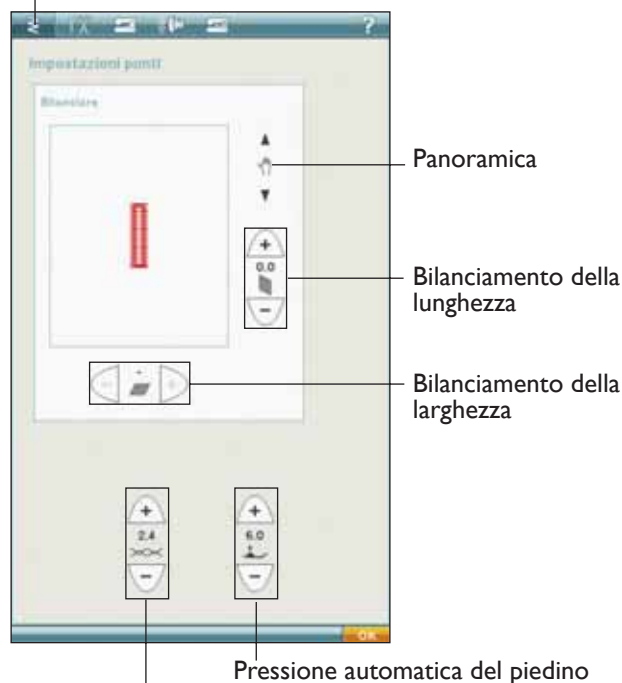 ?
Impostazioni punti
Bilanciare
Panoramica
+
0.0
−
Bilanciamento della
lunghezza
− + +
Bilanciamento della
larghezza
+
2.4
−
+
6.0
−
OK
Pressione automatica del piedino